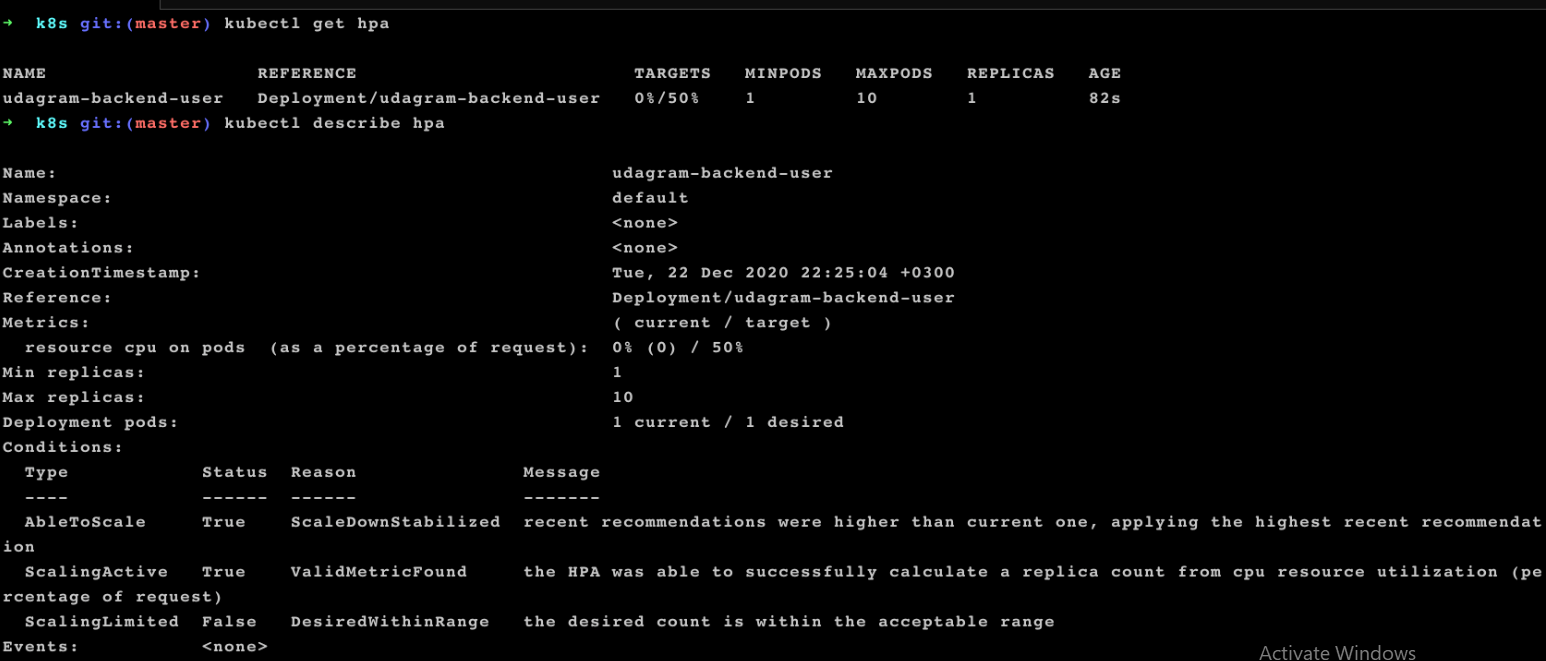 → k8s git:(master) kubectl get hpa
NAME REFERENCE TARGETS MINPODS MAXPODS REPLICAS AGE
udagram-backend-user Deployment/udagram-backend-user 0%/50% 1 10 1 82s
→ k8s git:(master) kubectl describe hpa
Name: udagram-backend-user
Namespace: default
Labels: <none>
Annotations: <none>
CreationTimestamp: Tue, 22 Dec 2020 22:25:04 +0300
Reference: Deployment/udagram-backend-user
Metrics: ( current / target )
resource cpu on pods (as a percentage of request): 0% (0) / 50%
Min replicas: 1
Max replicas: 10
Deployment pods: 1 current / 1 desired
Conditions:
Type Status Reason Message
---- ------ ------ -------
AbleToScale True ScaleDownStabilized recent recommendations were higher than current one, applying the highest recent recommendat
ion
ScalingActive True ValidMetricFound the HPA was able to successfully calculate a replica count from cpu resource utilization (pe
rcentage of request)
ScalingLimited False DesiredWithinRange the desired count is within the acceptable range
Events: <none>
Activate Windows